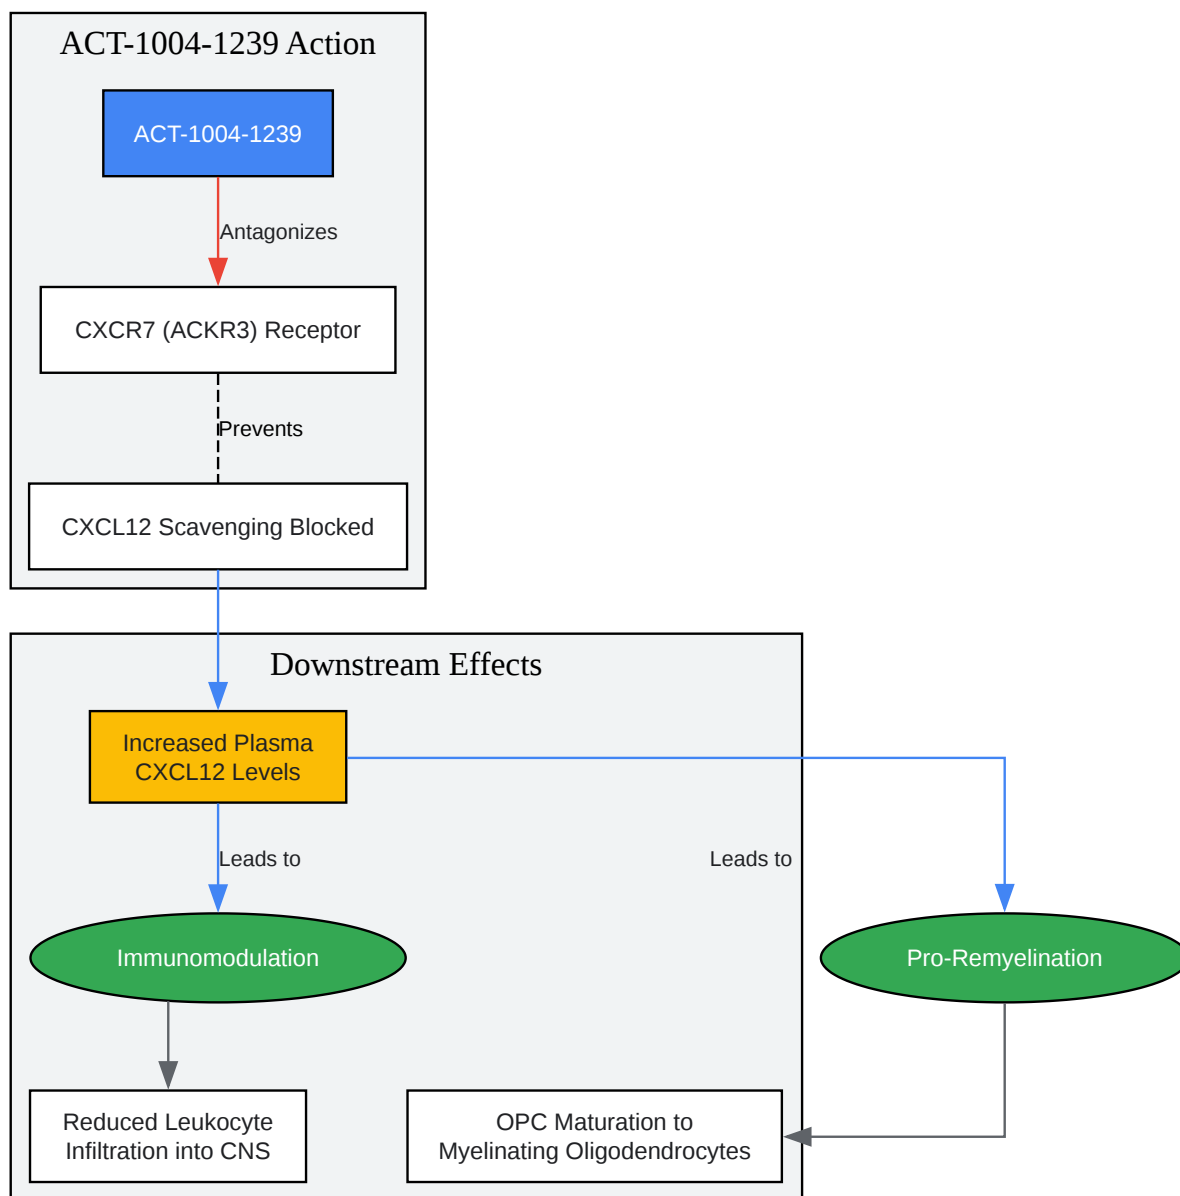 ACT-1004-1239 Action
ACT-1004-1239
Antagonizes
CXCR7 (ACKR3) Receptor
Prevents
CXCL12 Scavenging Blocked
Downstream Effects
Increased Plasma
CXCL12 Levels
Leads to
Leads to
Immunomodulation
Pro-Remyelination
Reduced Leukocyte
Infiltration into CNS
OPC Maturation to
Myelinating Oligodendrocytes